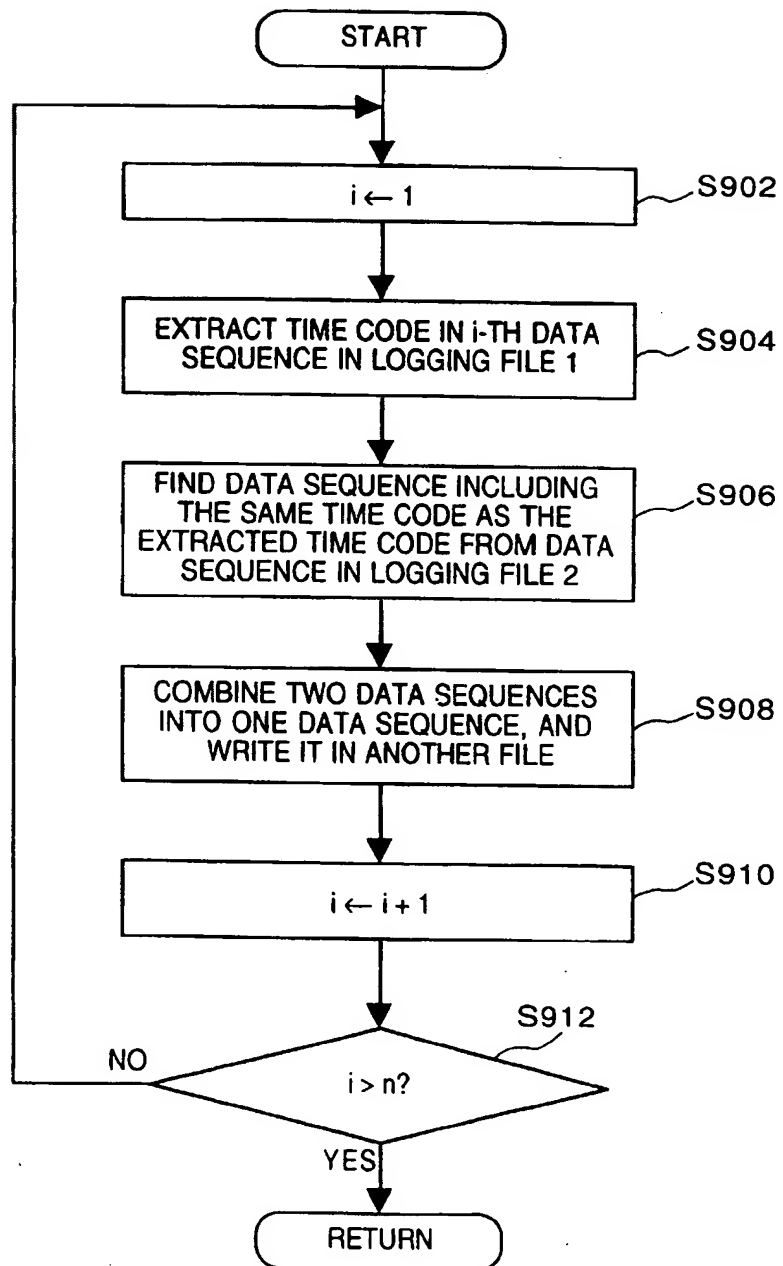 START
i ← 1
S902
EXTRACT TIME CODE IN i-TH DATA
SEQUENCE IN LOGGING FILE 1
S904
FIND DATA SEQUENCE INCLUDING
THE SAME TIME CODE AS THE
EXTRACTED TIME CODE FROM DATA
SEQUENCE IN LOGGING FILE 2
S906
COMBINE TWO DATA SEQUENCES
INTO ONE DATA SEQUENCE, AND
WRITE IT IN ANOTHER FILE
S908
i ← i + 1
S910
S912
NO
i > n?
YES
RETURN